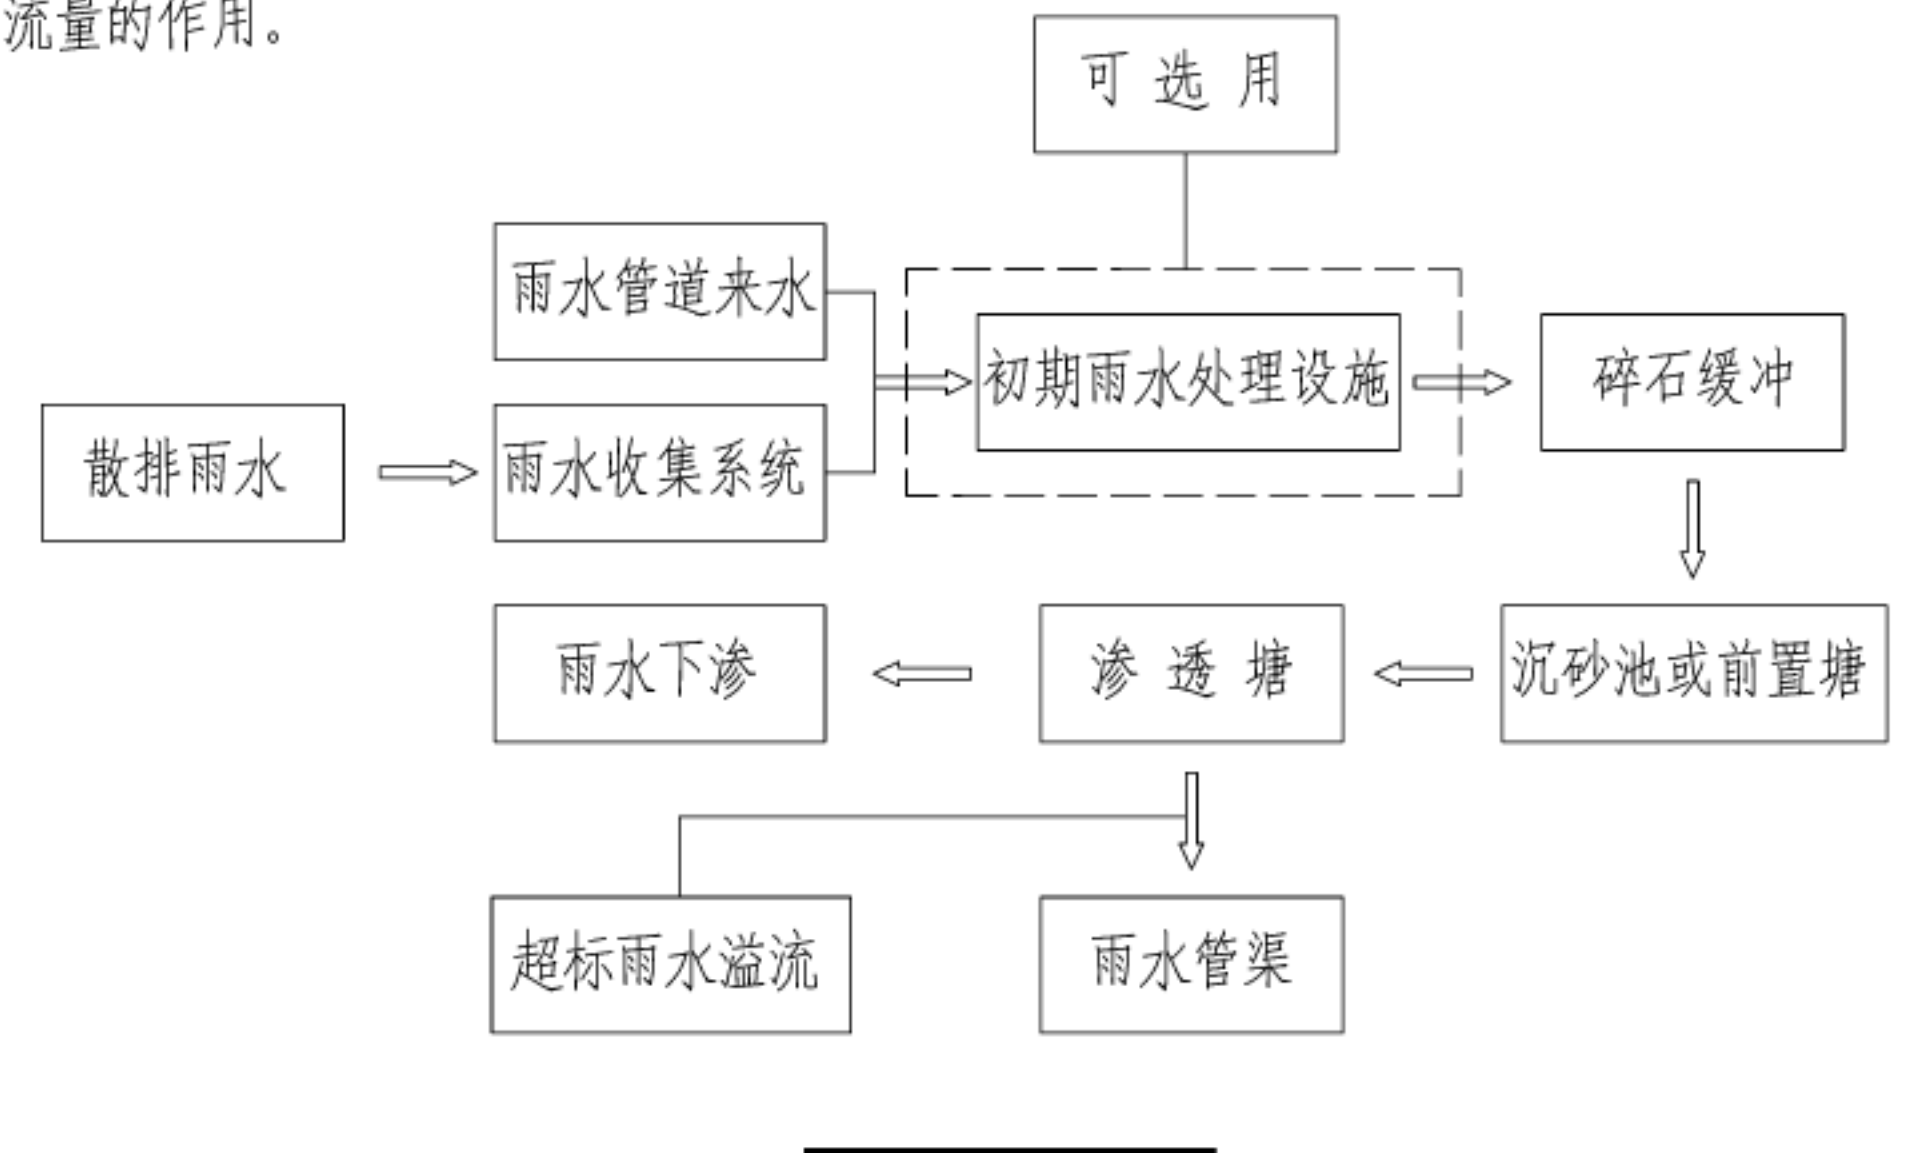 流量的作用。
可选用
雨水管道来水
初期雨水处理设施
碎石缓冲
散排雨水
雨水收集系统
雨水下渗
渗透塘
沉砂池或前置塘
超标雨水溢流
雨水管渠